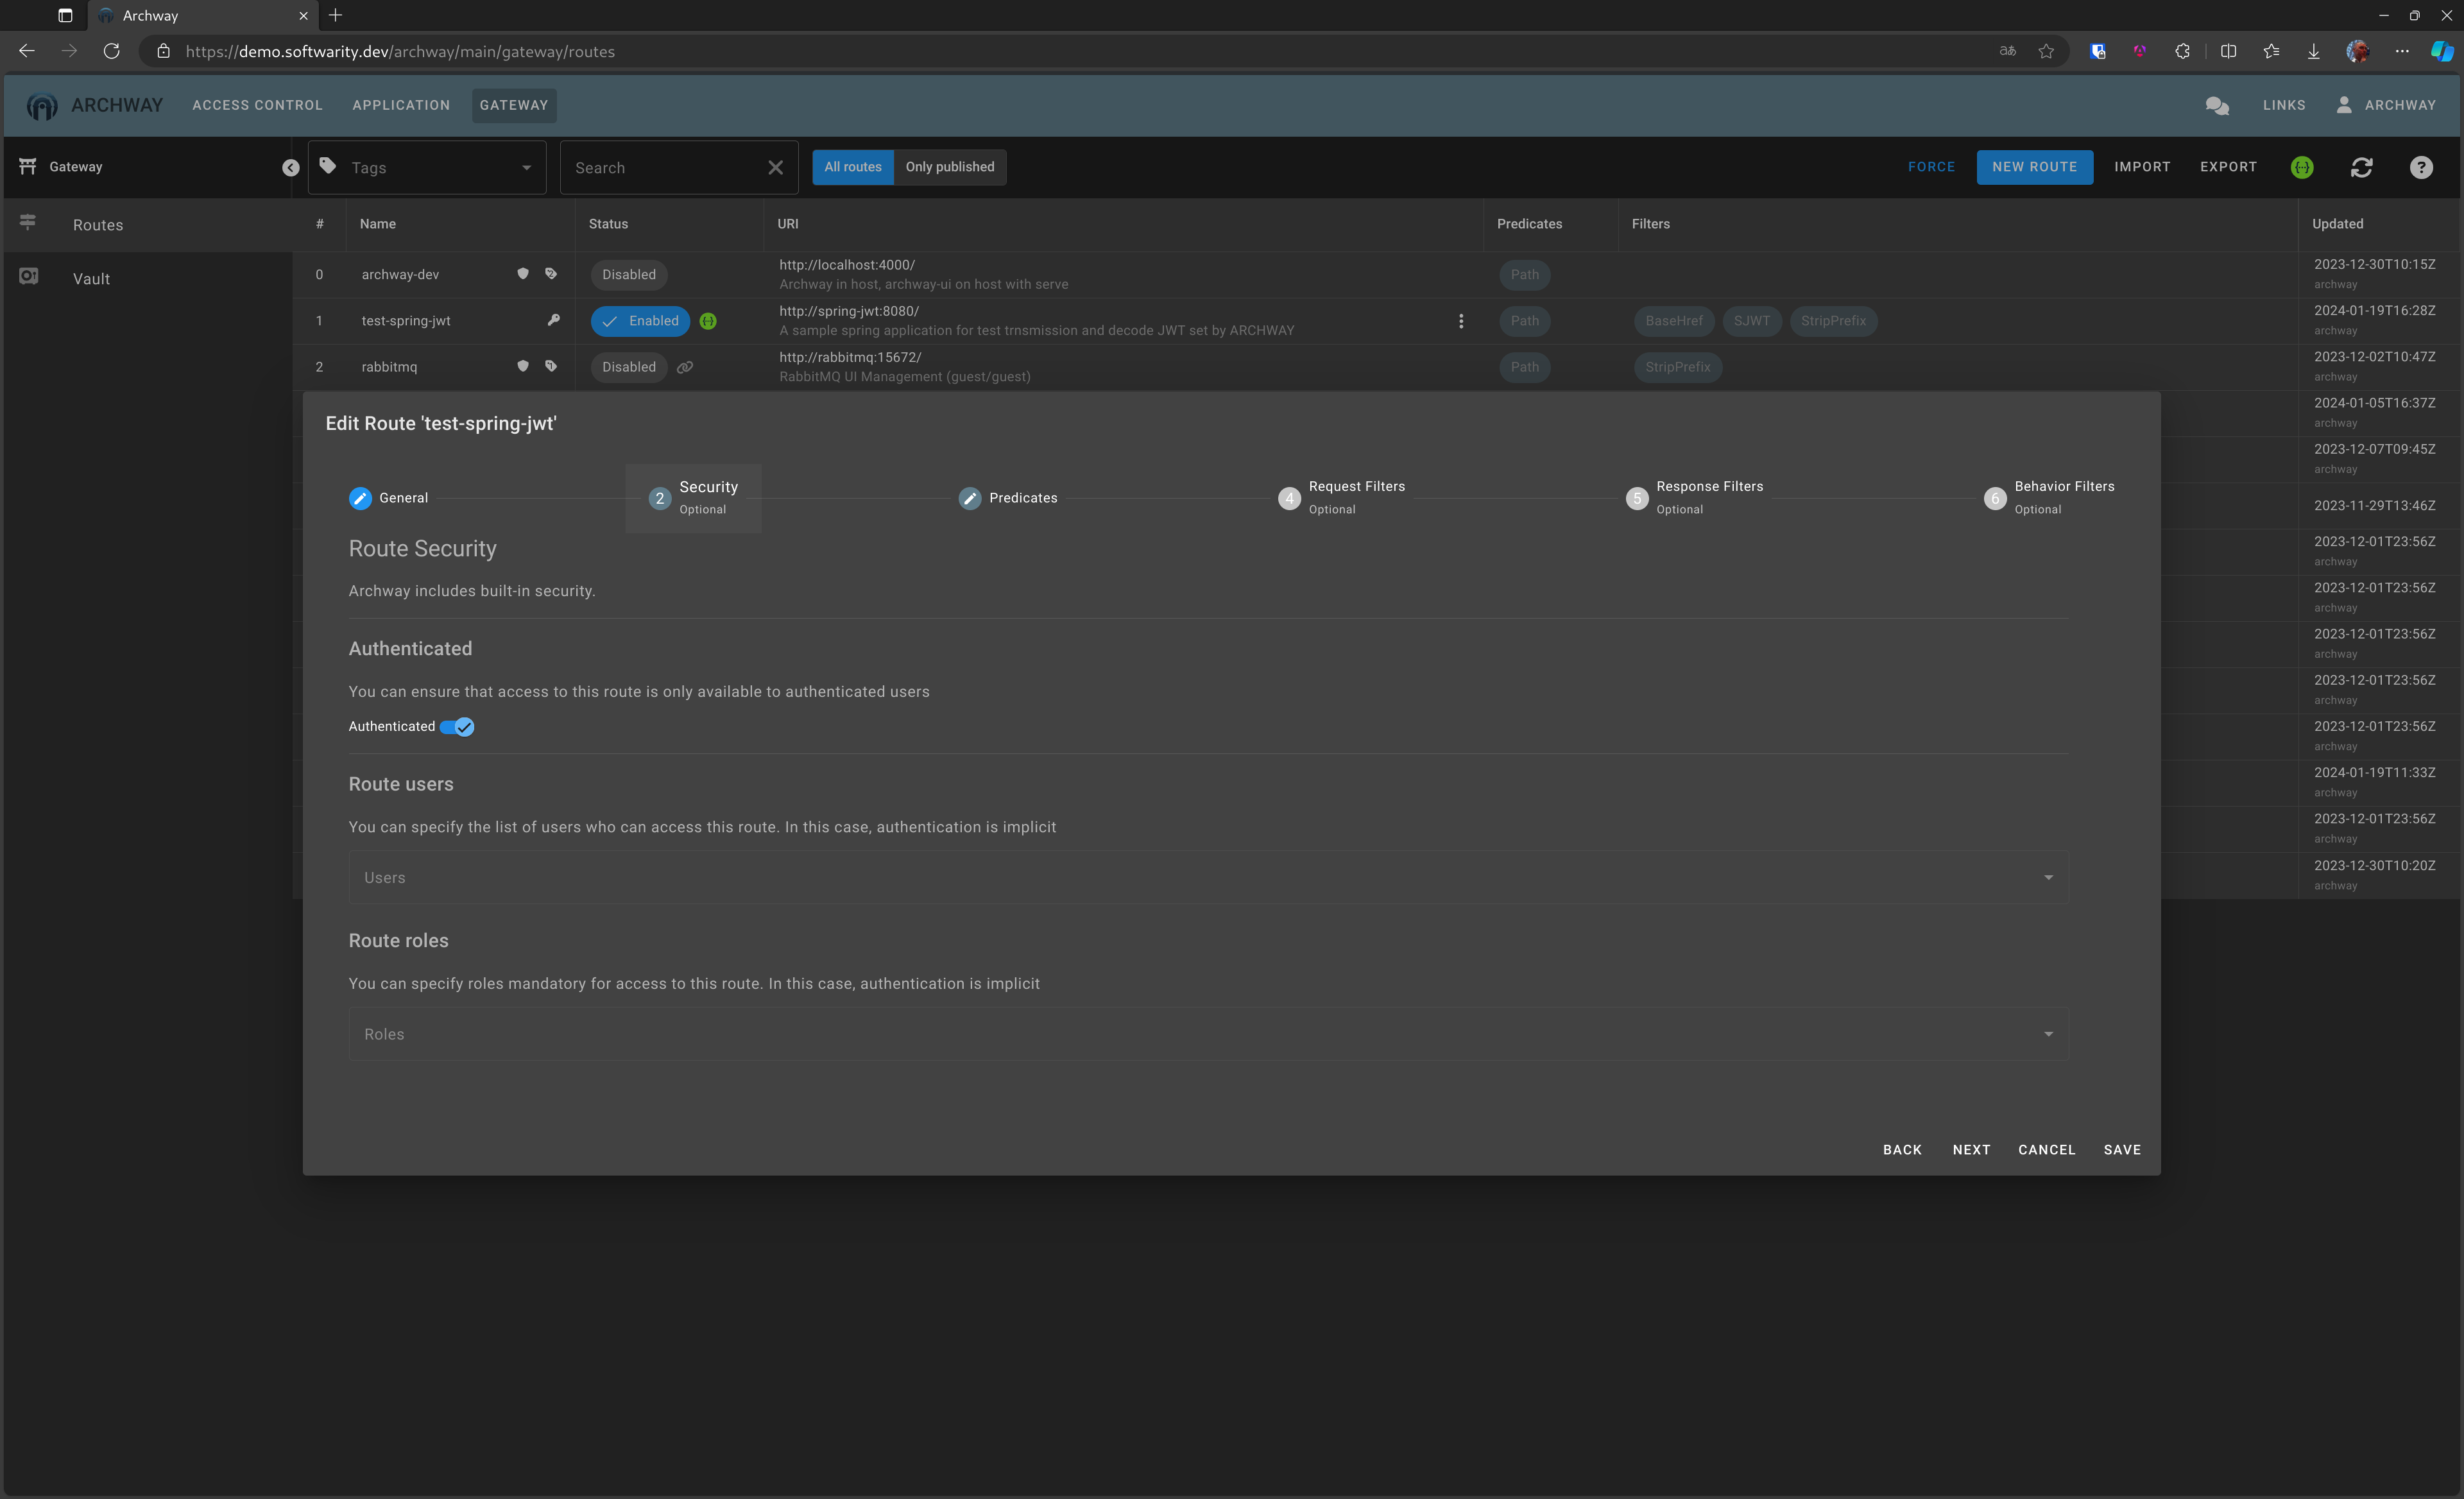 Archway
https://demo.softwarity.dev/archway/main/gateway/routes
ARCHWAY ACCESS CONTROL APPLICATION GATEWAY LINKS ARCHWAY
Gateway Tags Search All routes Only published FORCE NEW ROUTE IMPORT EXPORT
Routes
Vault
# Name Status URI Predicates Filters Updated
0 archway-dev Disabled http://localhost:4000/ Path 2023-12-30T10:15Z
Archway in host, archway-ui on host with serve archway
1 test-spring-jwt Enabled http://spring-jwt:8080/ Path BaseHref SJWT StripPrefix 2024-01-19T16:28Z
A sample spring application for test trnsmission and decode JWT set by ARCHWAY archway
2 rabbitmq Disabled http://rabbitmq:15672/ Path StripPrefix 2023-12-02T10:47Z
RabbitMQ UI Management (guest/guest) archway
2024-01-05T16:37Z
archway
2023-12-07T09:45Z
archway
2023-11-29T13:46Z
2023-12-01T23:56Z
archway
2023-12-01T23:56Z
archway
2023-12-01T23:56Z
archway
2023-12-01T23:56Z
archway
2023-12-01T23:56Z
archway
2024-01-19T11:33Z
archway
2023-12-01T23:56Z
archway
2023-12-30T10:20Z
archway
Edit Route 'test-spring-jwt'
General
2 Security
Optional
Predicates
4 Request Filters
Optional
5 Response Filters
Optional
6 Behavior Filters
Optional
Route Security
Archway includes built-in security.
Authenticated
You can ensure that access to this route is only available to authenticated users
Authenticated
Route users
You can specify the list of users who can access this route. In this case, authentication is implicit
Users
Route roles
You can specify roles mandatory for access to this route. In this case, authentication is implicit
Roles
BACK NEXT CANCEL SAVE